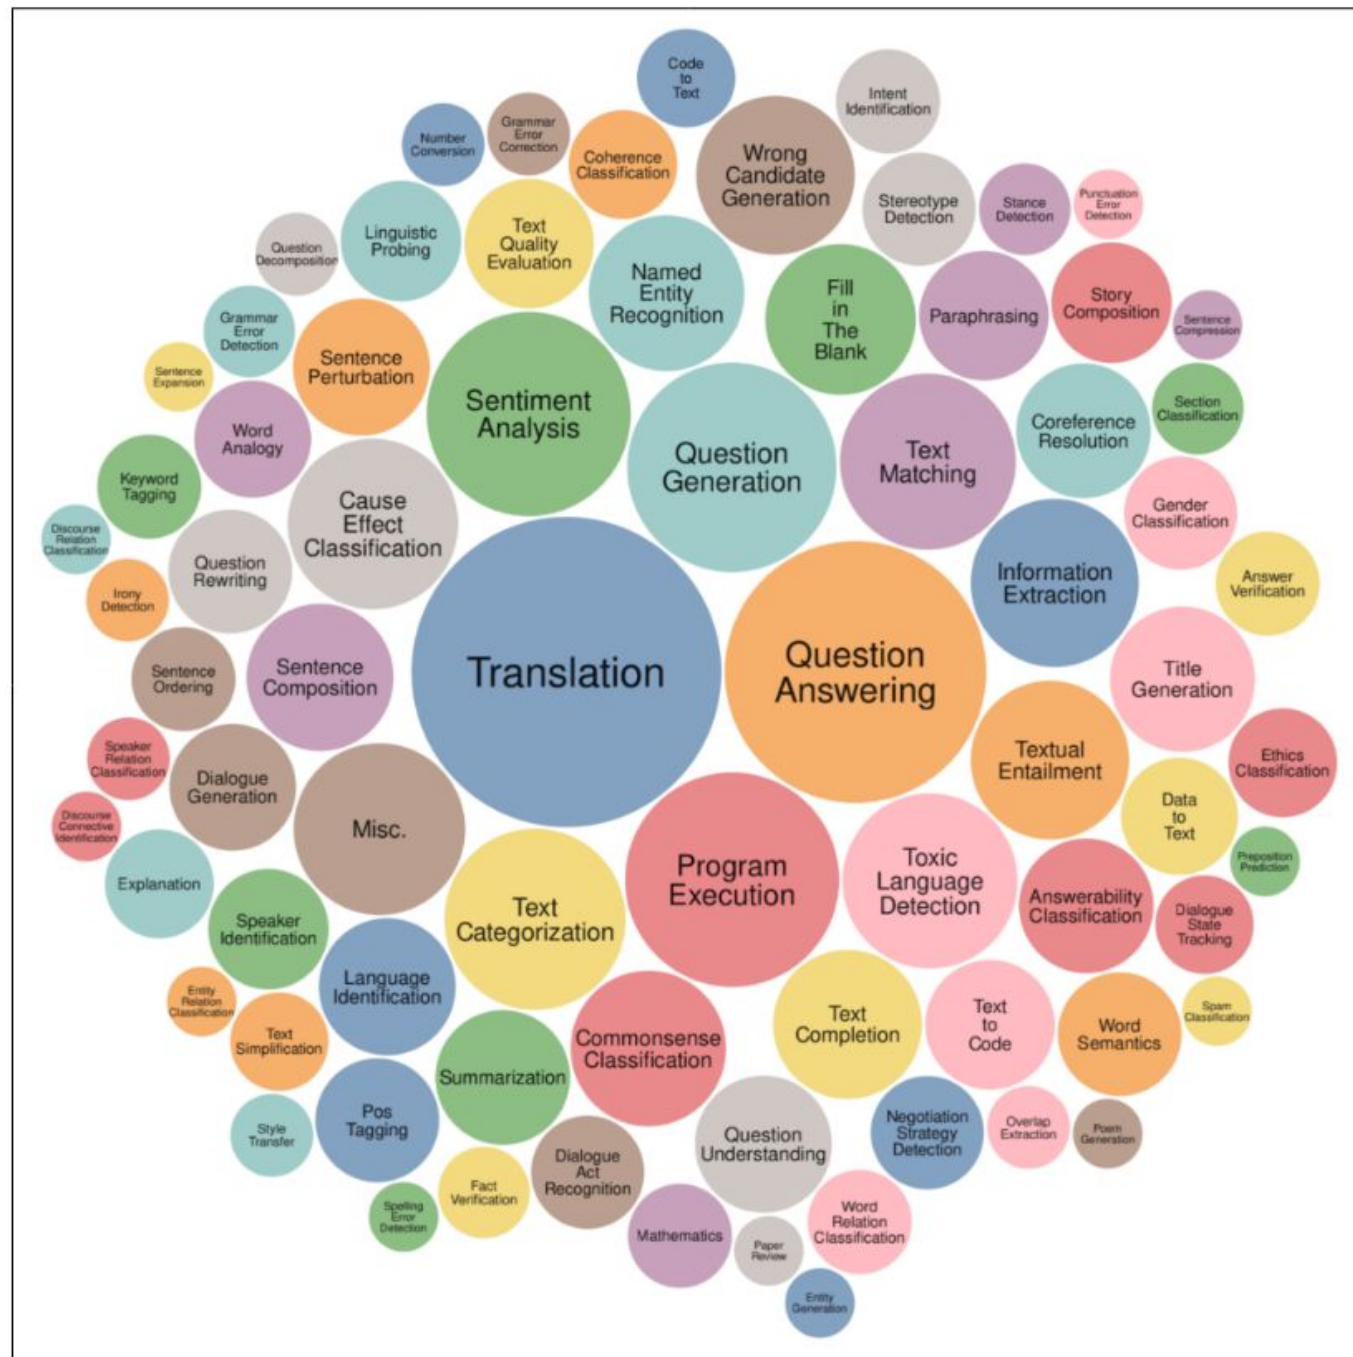 Code
to
Text
Intent
Identification
Number
Conversion
Grammar
Error
Correction
Coherence
Classification
Wrong
Candidate
Generation
Stereotype
Detection
Stance
Detection
Punctuation
Error
Detection
Question
Decomposition
Linguistic
Probing
Text
Quality
Evaluation
Named
Entity
Recognition
Fill
in
The
Blank
Paraphrasing
Story
Composition
Sentence
Compression
Grammar
Error
Detection
Sentence
Expansion
Sentence
Perturbation
Sentiment
Analysis
Question
Generation
Text
Matching
Coreference
Resolution
Section
Classification
Word
Analogy
Keyword
Tagging
Cause
Effect
Classification
Gender
Classification
Discourse
Relation
Classification
Question
Rewriting
Information
Extraction
Answer
Verification
Irony
Detection
Sentence
Ordering
Sentence
Composition
Translation
Question
Answering
Title
Generation
Speaker
Relation
Classification
Dialogue
Generation
Misc.
Textual
Entailment
Ethics
Classification
Data
to
Text
Discourse
Connective
Identification
Explanation
Program
Execution
Toxic
Language
Detection
Answerability
Classification
Preposition
Prediction
Dialogue
State
Tracking
Speaker
Identification
Text
Categorization
Language
Identification
Entity
Relation
Classification
Text
Simplification
Commonsense
Classification
Text
Completion
Text
to
Code
Word
Semantics
Spam
Classification
Summarization
Style
Transfer
Pos
Tagging
Question
Understanding
Negotiation
Strategy
Detection
Overlap
Extraction
Poem
Generation
Dialogue
Act
Recognition
Fact
Verification
Spelling
Error
Detection
Mathematics
Paper
Review
Word
Relation
Classification
Entity
Generation